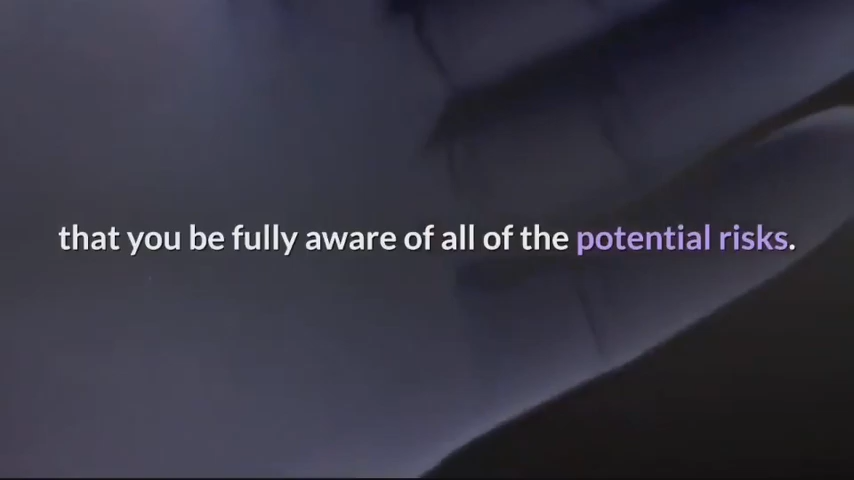 that you be fully aware of all of the potential risks.